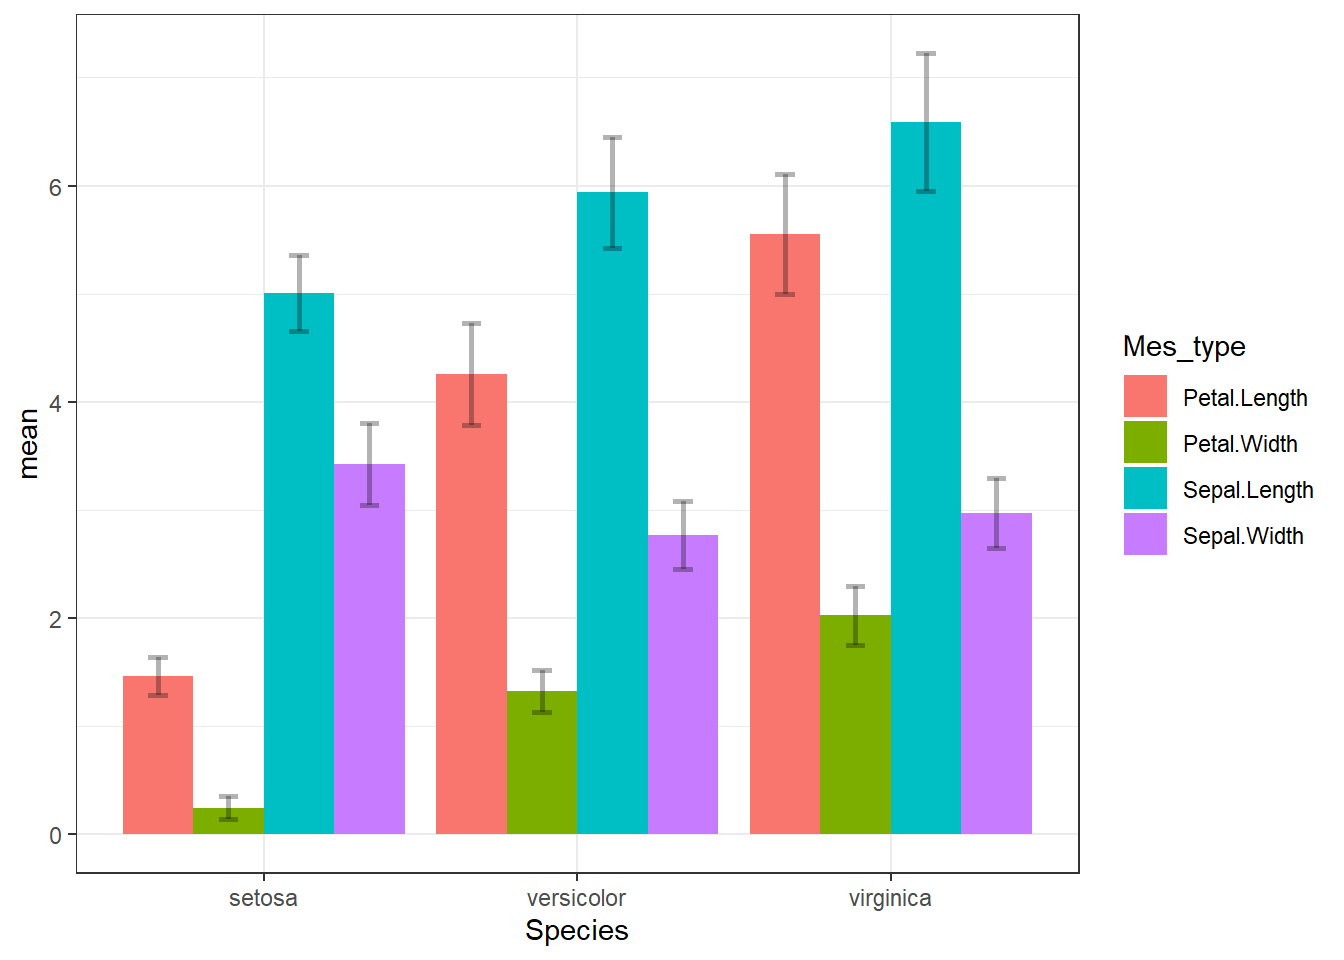 mean
6
4
2
0
setosa
versicolor
virginica
Species
Mes_type
Petal.Length
Petal.Width
Sepal.Length
Sepal.Width